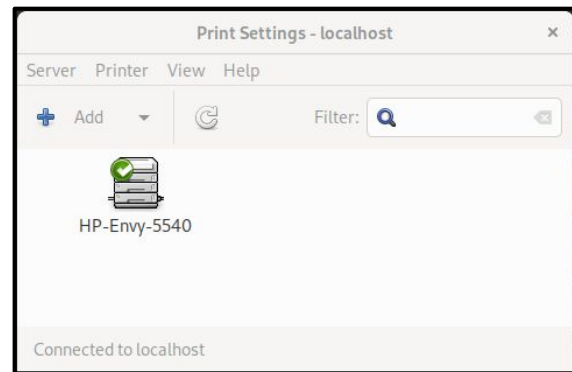 Print Settings - localhost
Server Printer View Help
Add Filter:
HP-Envy-5540
Connected to localhost